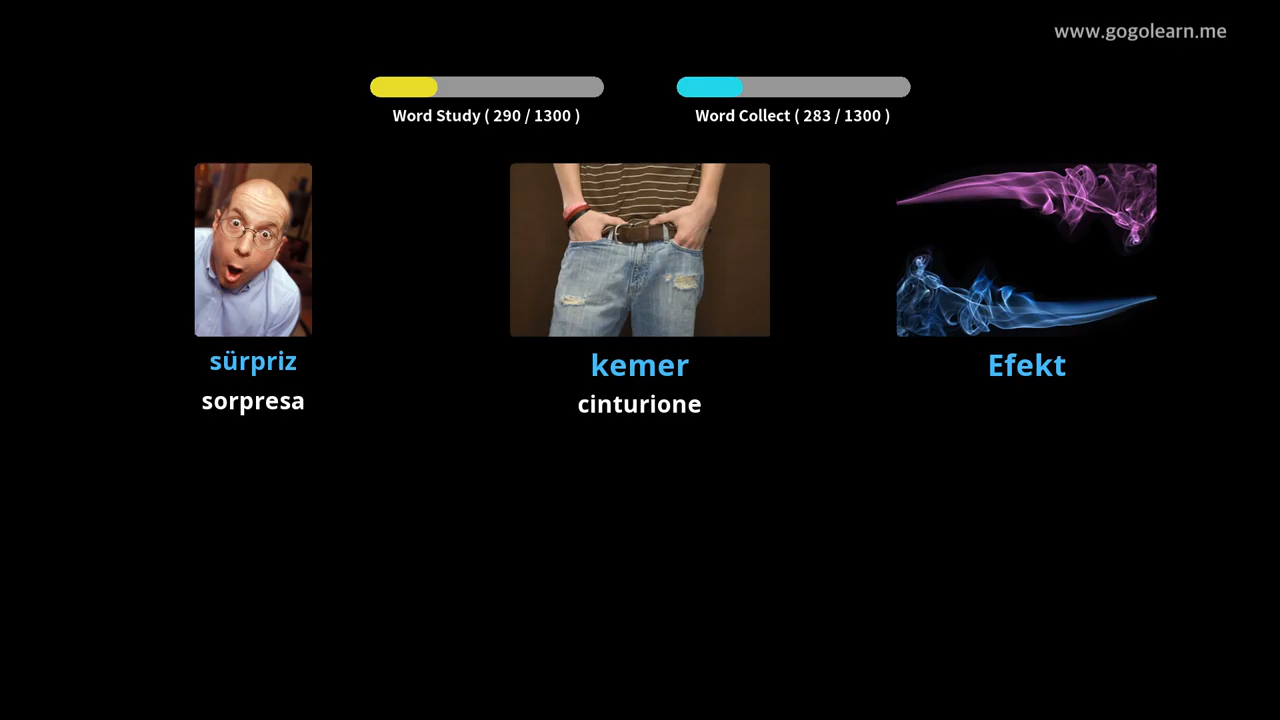 www.gogolearn.me
Word Study ( 290 / 1300 )
Word Collect ( 283 / 1300 )
sürpriz
kemer
Efekt
sorpresa
cinturione